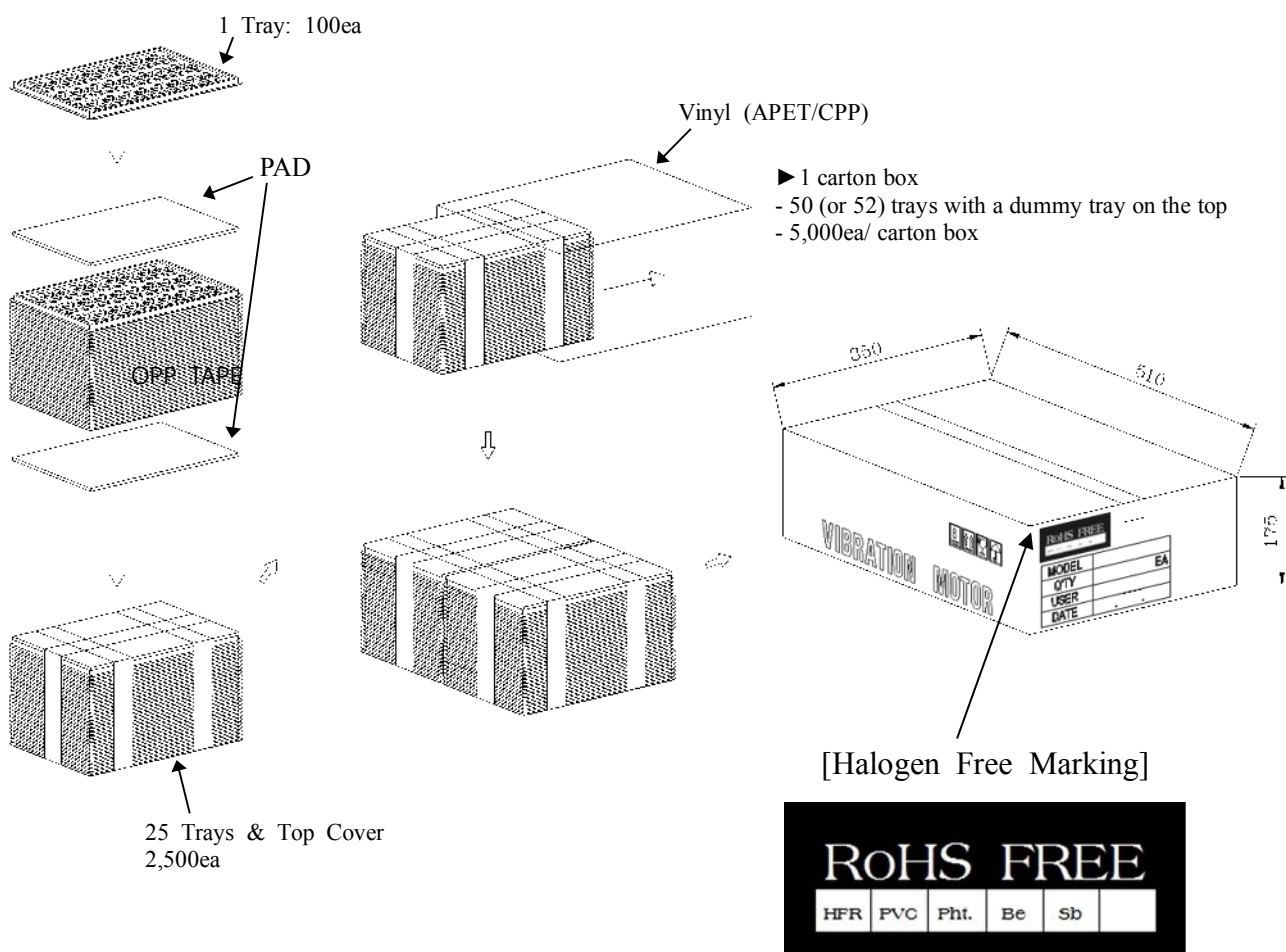 1 Tray: 100ea
Vinyl (APET/CPP)
PAD
►1 carton box
- 50 (or 52) trays with a dummy tray on the top
- 5,000ea/ carton box
OPP TAPE
350
510
175
VIBRATION MOTOR
RoHS FREE
MODEL
Q'TY EA
USER
DATE
25 Trays & Top Cover
2,500ea
[Halogen Free Marking]
RoHS FREE
HFR PVC Pht. Be Sb